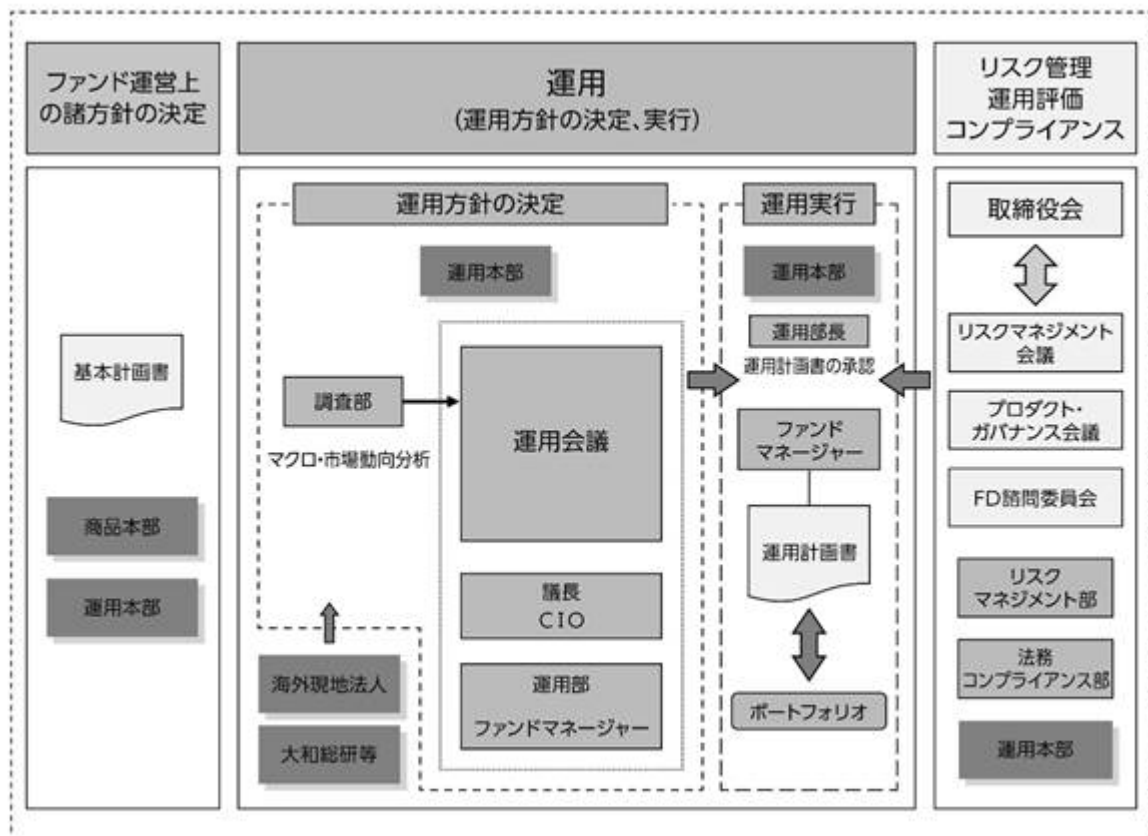 ファンド運営上
の諸方針の決定
基本計画書
商品本部
運用本部
運用
(運用方針の決定、実行)
運用方針の決定
運用本部
調査部
マクロ・市場動向分析
運用会議
議長
CIO
運用部
ファンドマネージャー
海外現地法人
大和総研等
運用実行
運用本部
運用部長
運用計画書の承認
ファンド
マネージャー
運用計画書
ポートフォリオ
リスク管理
運用評価
コンプライアンス
取締役会
リスクマネジメント
会議
プロダクト・
ガバナンス会議
FD諮問委員会
リスク
マネジメント部
法務
コンプライアンス部
運用本部